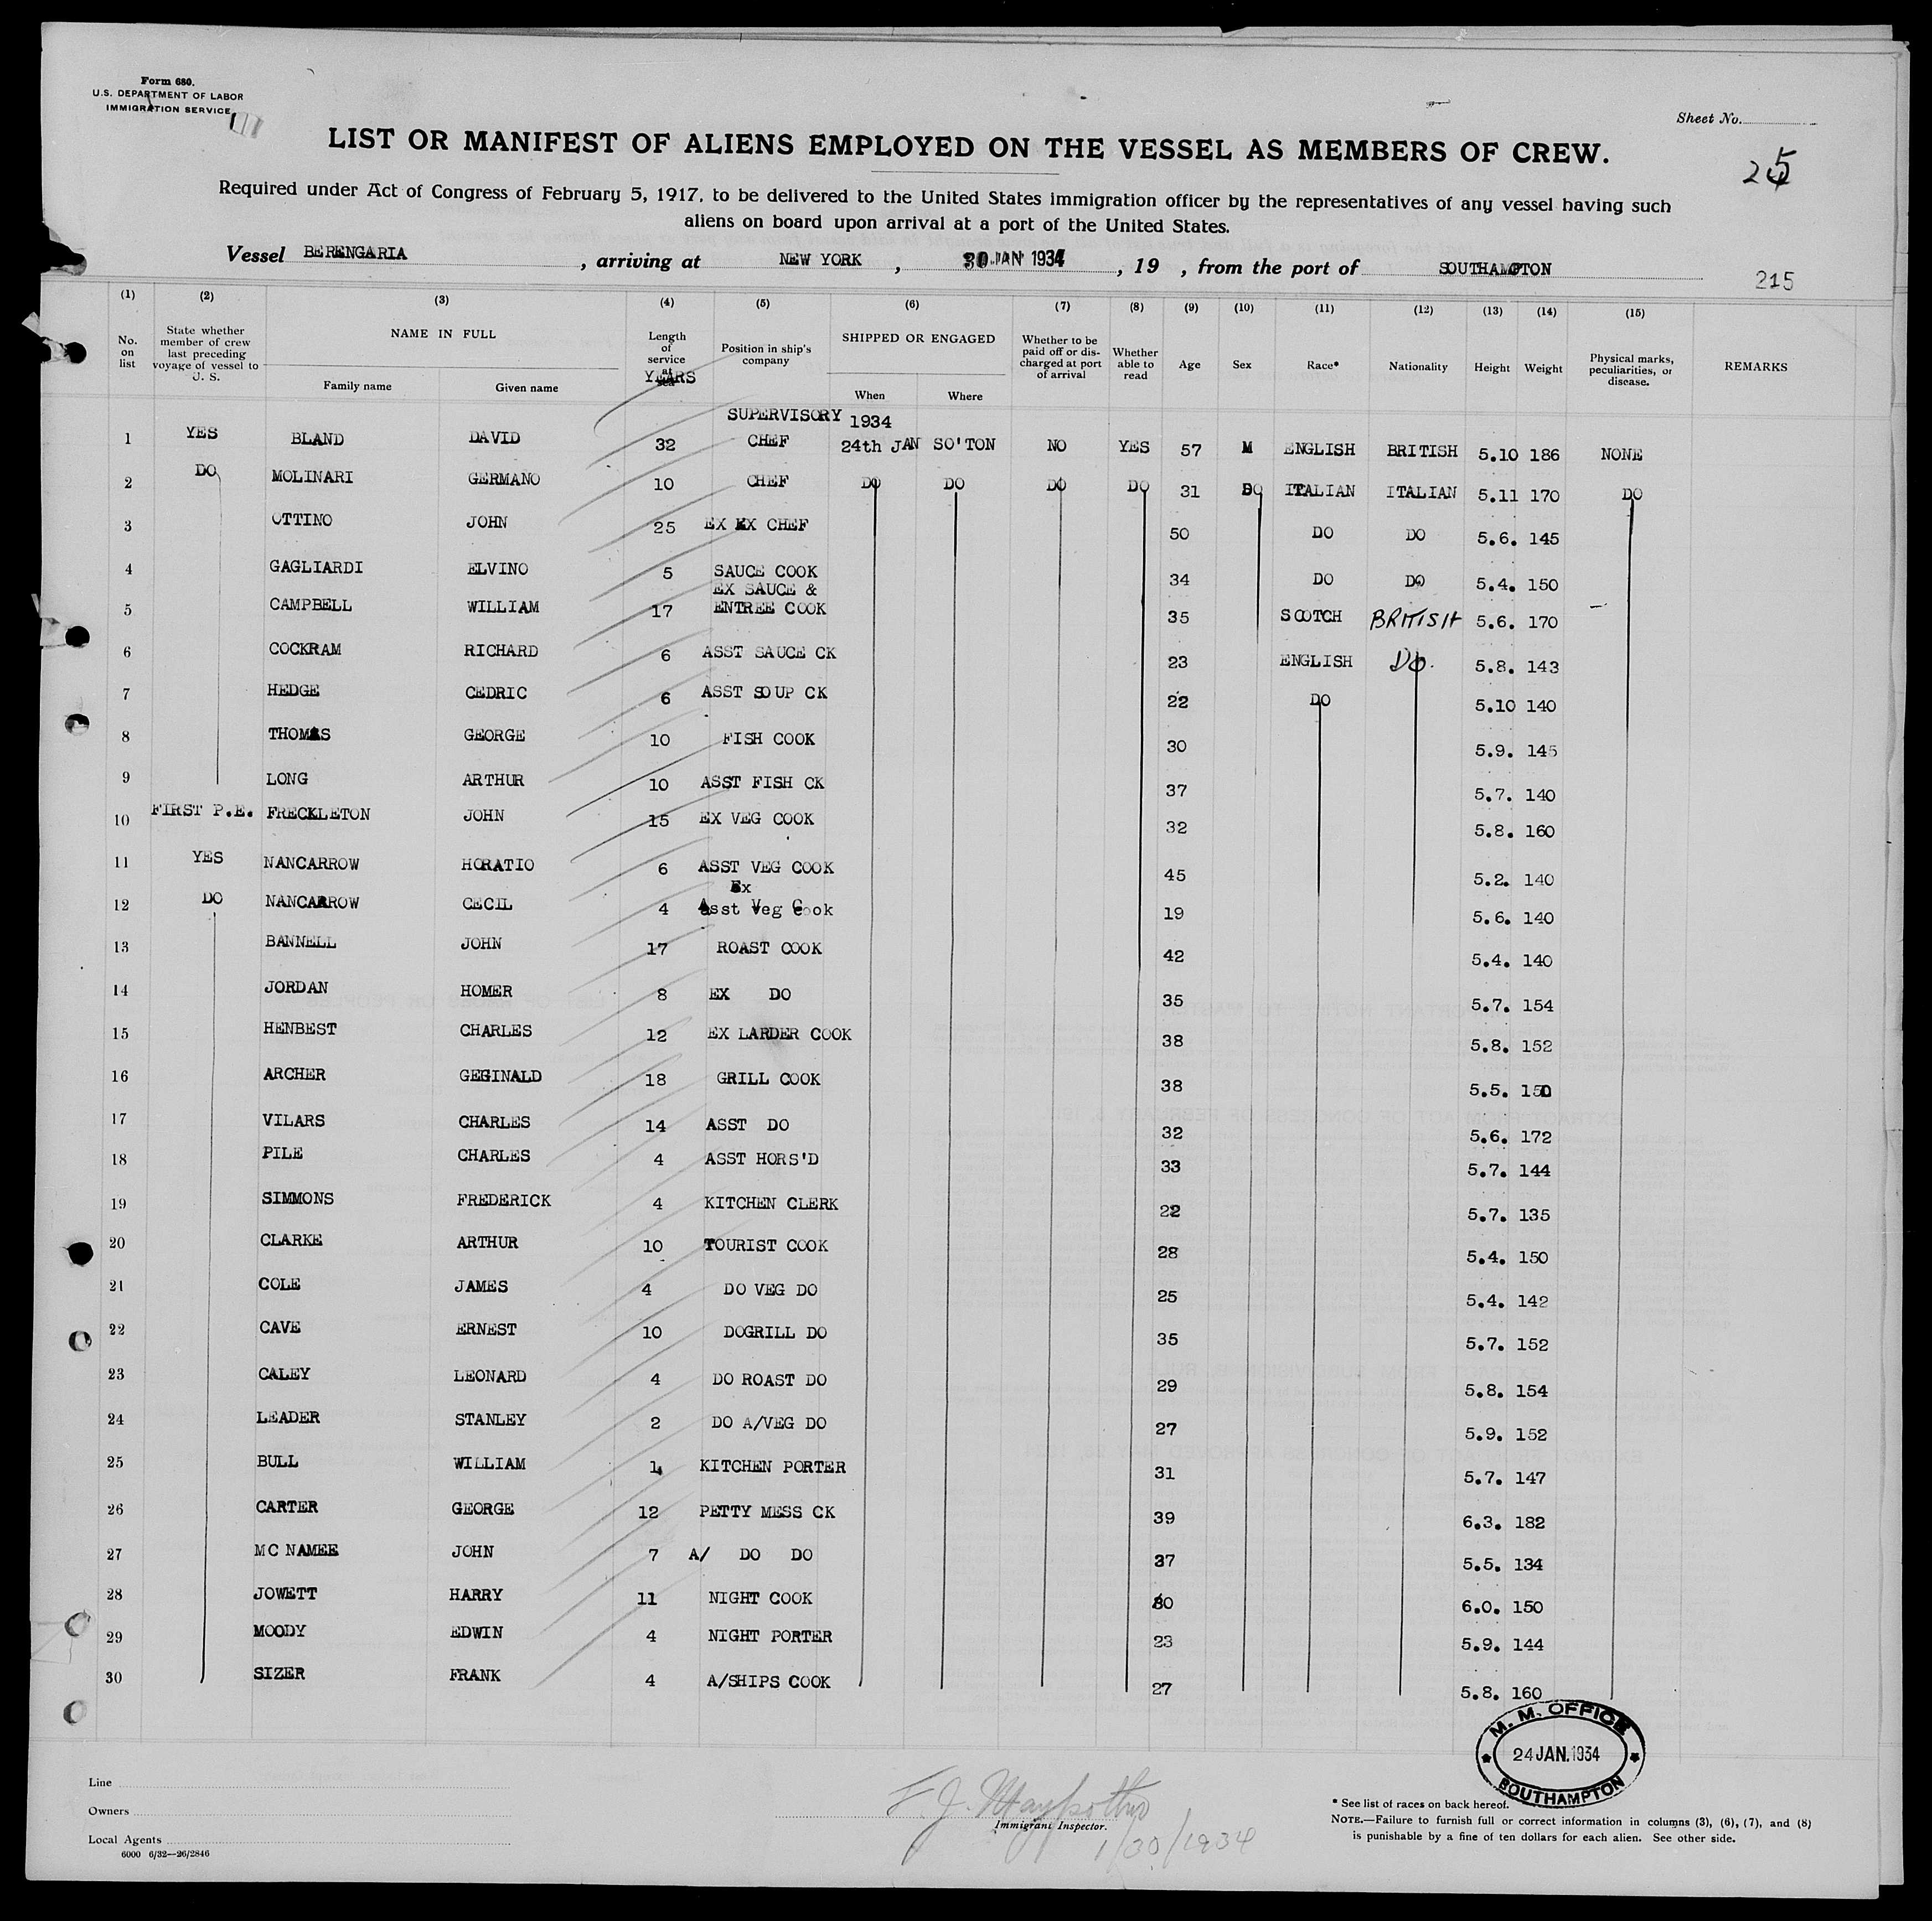 Form 680.
U.S. DEPARTMENT OF LABOR
IMMIGRATION SERVICE
Sheet No.
LIST OR MANIFEST OF ALIENS EMPLOYED ON THE VESSEL AS MEMBERS OF CREW.
25
Required under Act of Congress of February 5, 1917, to be delivered to the United States immigration officer by the representatives of any vessel having such
aliens on board upon arrival at a port of the United States.
Vessel BERENGARIA , arriving at NEW YORK , 30 JAN 1934 , 19 , from the port of SOUTHAMPTON
215
(1) (2) (3) (4) (5) (6) (7) (8) (9) (10) (11) (12) (13) (14) (15)
No. on list State whether member of crew last preceding voyage of vessel to U. S. NAME IN FULL Family name Given name Length of service at sea YEARS Position in ship's company SHIPPED OR ENGAGED When Where Whether to be paid off or discharged at port of arrival Whether able to read Age Sex Race* Nationality Height Weight Physical marks, peculiarities, or disease. REMARKS
SUPERVISORY 1934
1 YES BLAND DAVID 32 CHEF 24th JAN SO'TON NO YES 57 M ENGLISH BRITISH 5.10 186 NONE
2 DO MOLINARI GERMANO 10 CHEF DO DO DO DO 31 DO ITALIAN ITALIAN 5.11 170 DO
3 OTTINO JOHN 25 EX EX CHEF 50 DO DO 5.6. 145
4 GAGLIARDI ELVINO 5 SAUCE COOK 34 DO DO 5.4. 150
EX SAUCE &
5 CAMPBELL WILLIAM 17 ENTREE COOK 35 SCOTCH BRITISH 5.6. 170
6 COCKRAM RICHARD 6 ASST SAUCE CK 23 ENGLISH Do. 5.8. 143
7 HEDGE CEDRIC 6 ASST SOUP CK 22 DO 5.10 140
8 THOMAS GEORGE 10 FISH COOK 30 5.9. 145
9 LONG ARTHUR 10 ASST FISH CK 37 5.7. 140
10 FIRST P.E. FRECKLETON JOHN 15 EX VEG COOK 32 5.8. 160
11 YES NANCARROW HORATIO 6 ASST VEG COOK 45 5.2. 140
Ex
12 DO NANCARROW CECIL 4 Asst Veg Cook 19 5.6. 140
13 BANNELL JOHN 17 ROAST COOK 42 5.4. 140
14 JORDAN HOMER 8 EX DO 35 5.7. 154
15 HENBEST CHARLES 12 EX LARDER COOK 38 5.8. 152
16 ARCHER GEGINALD 18 GRILL COOK 38 5.5. 150
17 VILARS CHARLES 14 ASST DO 32 5.6. 172
18 PILE CHARLES 4 ASST HORS'D 33 5.7. 144
19 SIMMONS FREDERICK 4 KITCHEN CLERK 22 5.7. 135
20 CLARKE ARTHUR 10 TOURIST COOK 28 5.4. 150
21 COLE JAMES 4 DO VEG DO 25 5.4. 142
22 CAVE ERNEST 10 DOGRILL DO 35 5.7. 152
23 CALEY LEONARD 4 DO ROAST DO 29 5.8. 154
24 LEADER STANLEY 2 DO A/VEG DO 27 5.9. 152
25 BULL WILLIAM 1 KITCHEN PORTER 31 5.7. 147
26 CARTER GEORGE 12 PETTY MESS CK 39 6.3. 182
27 MC NAMEE JOHN 7 A/ DO DO 37 5.5. 134
28 JOWETT HARRY 11 NIGHT COOK 6.0. 150
29 MOODY EDWIN 4 NIGHT PORTER 23 5.9. 144
30 SIZER FRANK 4 A/SHIPS COOK 27 5.8. 160
M. M. OFFICE
24 JAN. 1934
SOUTHAMPTON
Line
Owners
Local Agents
6000 6/32—26/2846
F. J.
Immigrant Inspector.
1/30/1934
* See list of races on back hereof.
NOTE.—Failure to furnish full or correct information in columns (3), (6), (7), and (8)
is punishable by a fine of ten dollars for each alien. See other side.